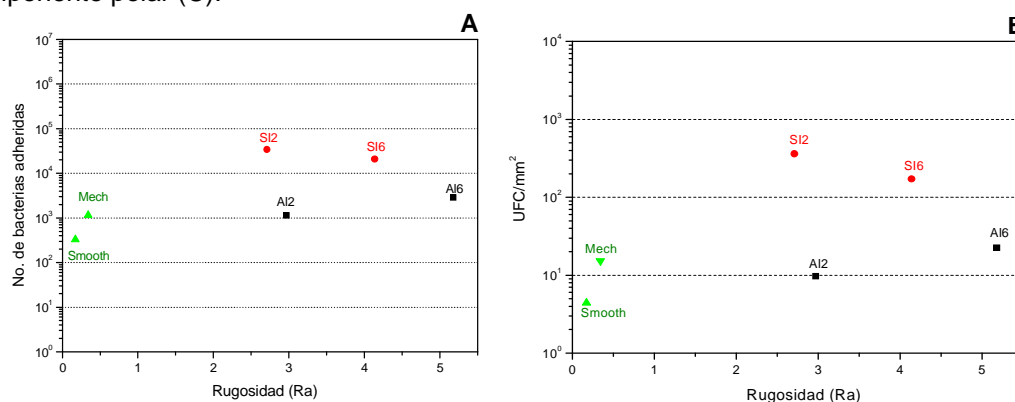 mponente polar (C).
A
10⁷
10⁶
10⁵
10⁴
10³
10²
10¹
10⁰
No. de bacterias adheridas
SI2
SI6
Mech
AI2
AI6
Smooth
0 1 2 3 4 5
Rugosidad (Ra)
10⁴
10³
10²
10¹
10⁰
UFC/mm²
SI2
SI6
Mech
AI2
AI6
Smooth
0 1 2 3 4 5
Rugosidad (Ra)